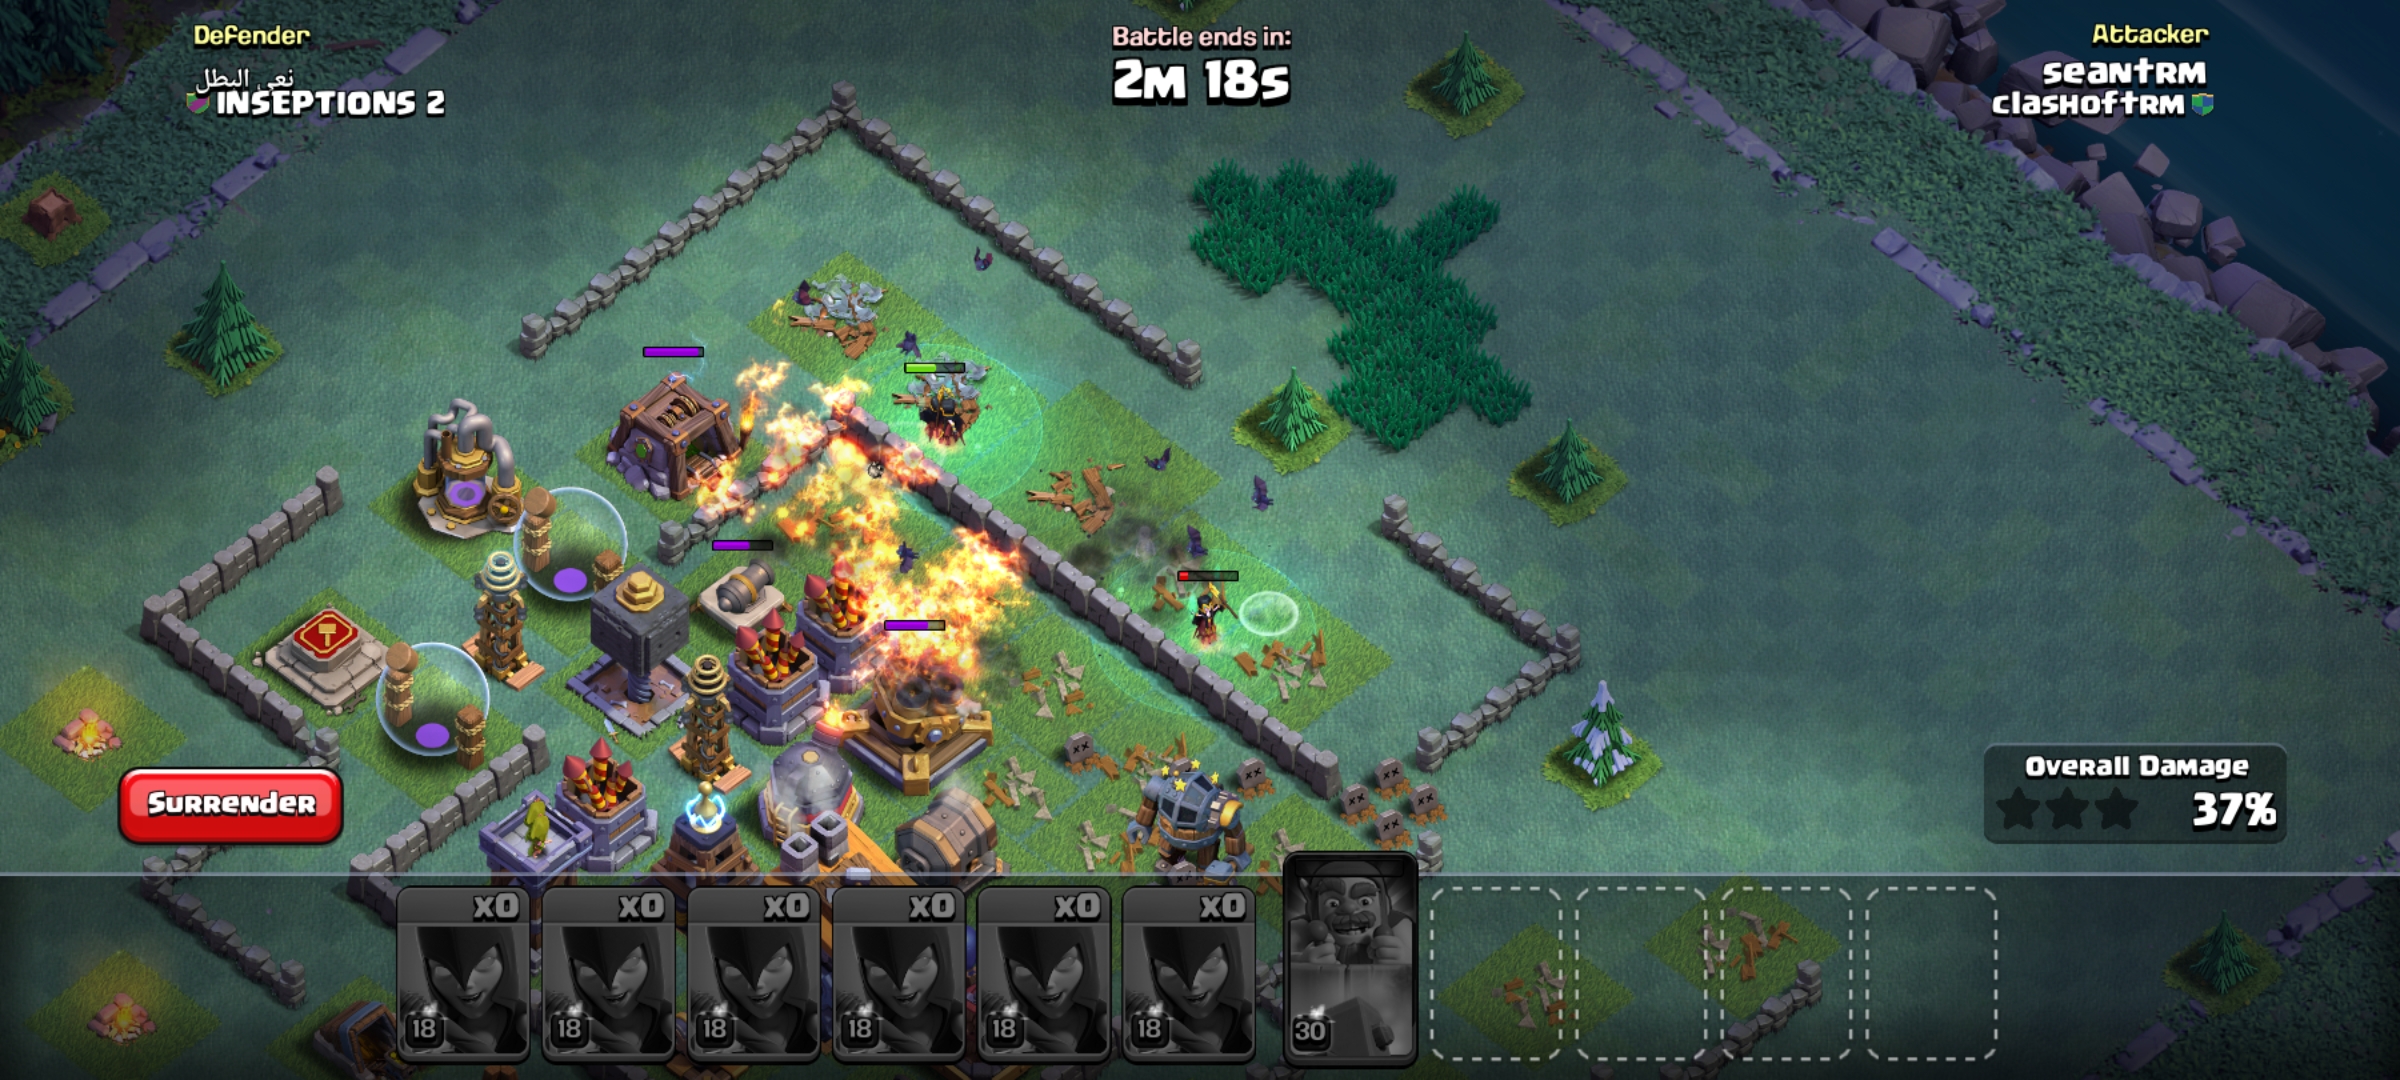 Defender
نعي البطل
INSEPTIONS 2
Battle ends in:
2M 18s
Attacker
seantRM
clashoftRM
Surrender
Overall Damage
37%
x0 x0 x0 x0 x0 x0
18 18 18 18 18 18 30